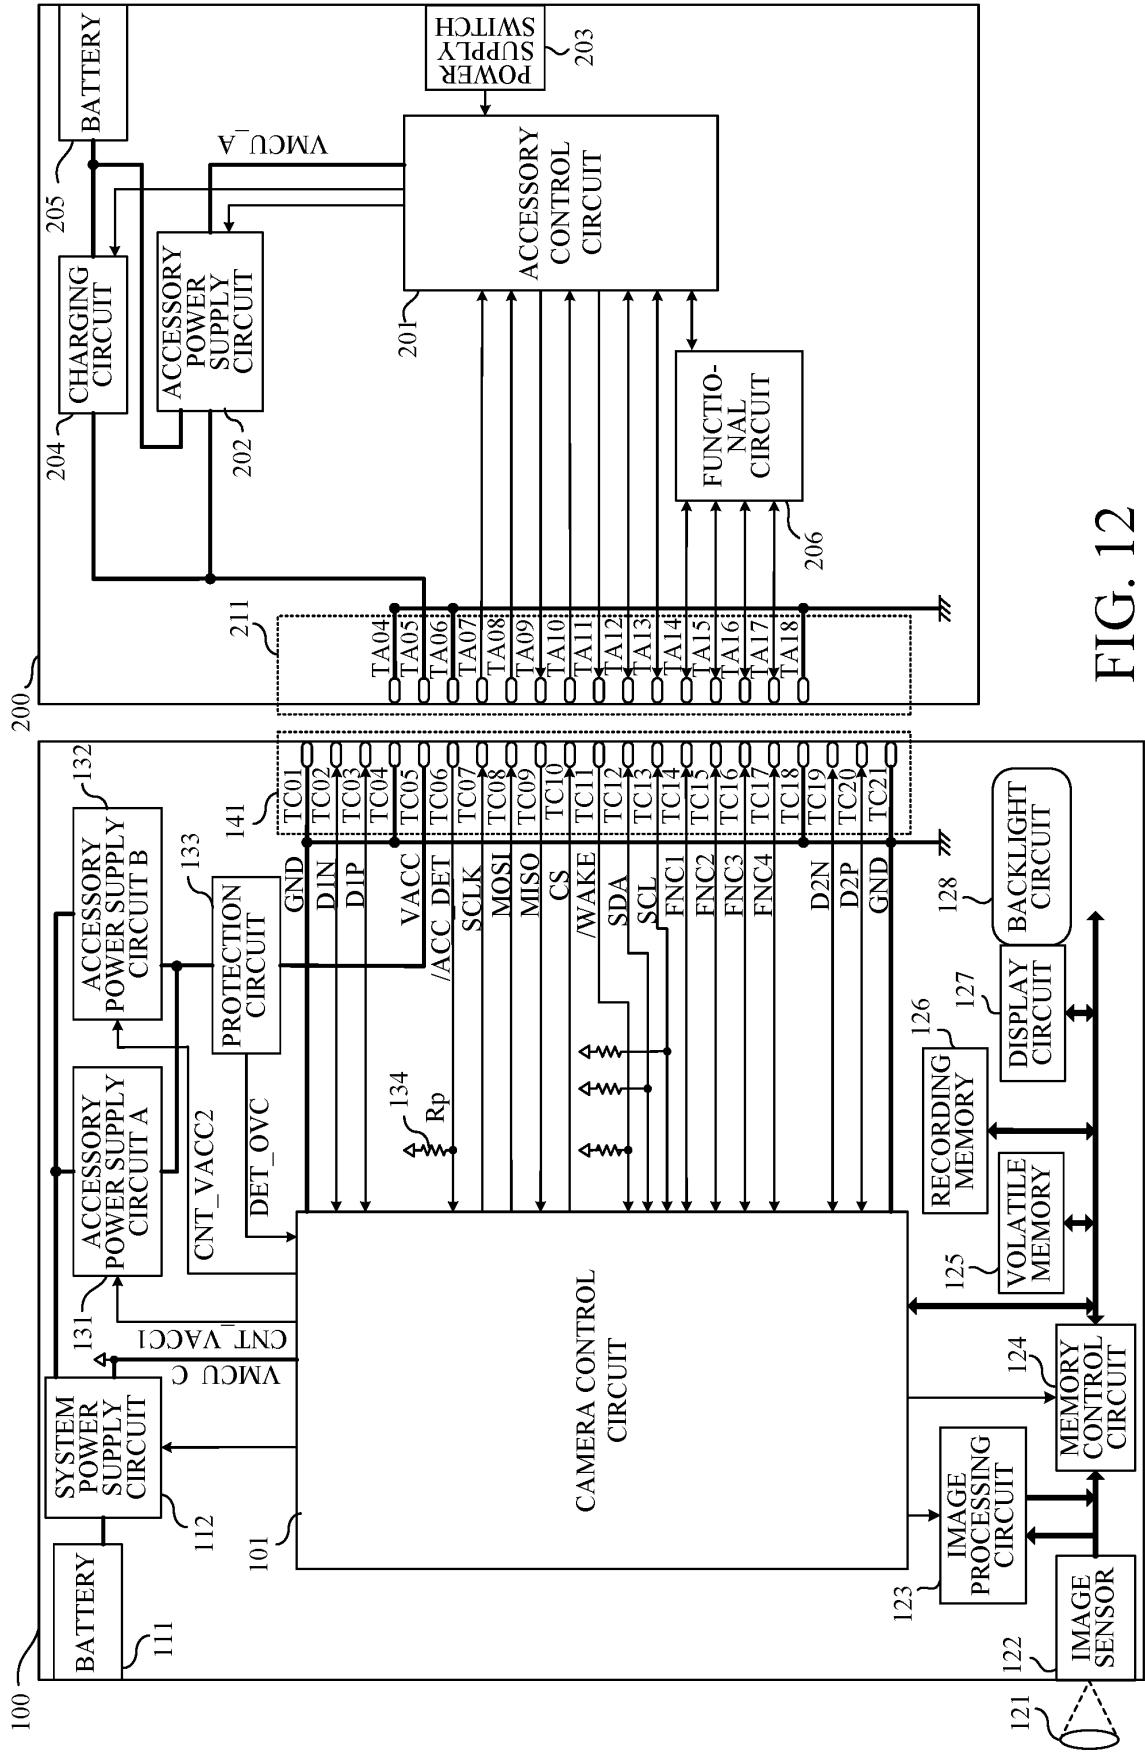 100
BATTERY
111
SYSTEM
POWER
SUPPLY
CIRCUIT
112
VMCU_C
CNT_VACC1
131
ACCESSORY
POWER SUPPLY
CIRCUIT A
CNT_VACC2
DET_OVC
132
ACCESSORY
POWER SUPPLY
CIRCUIT B
133
PROTECTION
CIRCUIT
134
Rp
101
CAMERA CONTROL
CIRCUIT
GND
D1N
D1P
VACC
/ACC_DET
SCLK
MOSI
MISO
CS
/WAKE
SDA
SCL
FNC1
FNC2
FNC3
FNC4
D2N
D2P
GND
141
TC01
TC02
TC03
TC04
TC05
TC06
TC07
TC08
TC09
TC10
TC11
TC12
TC13
TC14
TC15
TC16
TC17
TC18
TC19
TC20
TC21
121
122
IMAGE
SENSOR
123
IMAGE
PROCESSING
CIRCUIT
124
MEMORY
CONTROL
CIRCUIT
125
VOLATILE
MEMORY
126
RECORDING
MEMORY
127
DISPLAY
CIRCUIT
128
BACKLIGHT
CIRCUIT
200
211
TA04
TA05
TA06
TA07
TA08
TA09
TA10
TA11
TA12
TA13
TA14
TA15
TA16
TA17
TA18
204
CHARGING
CIRCUIT
205
BATTERY
202
ACCESSORY
POWER
SUPPLY
CIRCUIT
VMCU_A
201
ACCESSORY
CONTROL
CIRCUIT
POWER
SUPPLY
SWITCH
203
206
FUNCTIO-
NAL
CIRCUIT
FIG. 12